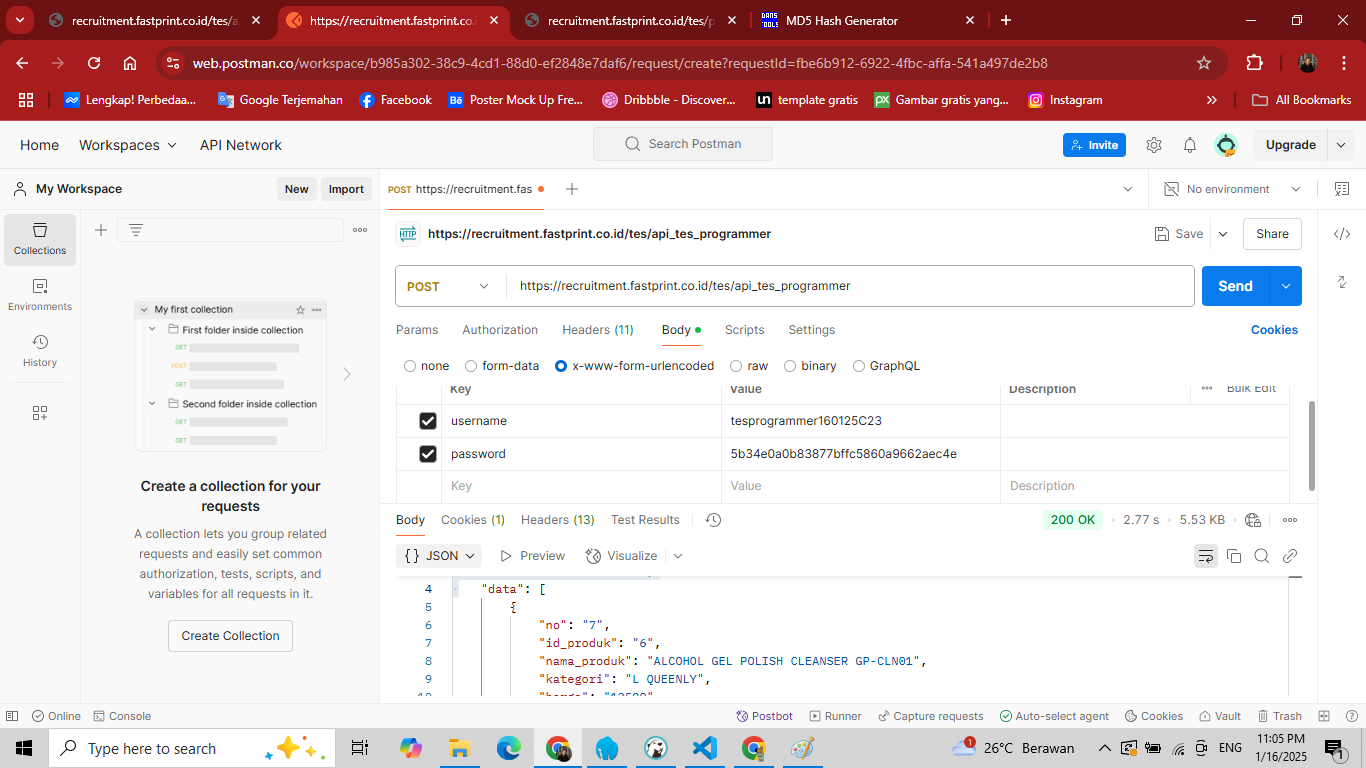 recruitment.fastprint.co.id/tes/a
https://recruitment.fastprint.co.
recruitment.fastprint.co.id/tes/p
DANS TOOLS
MD5 Hash Generator
web.postman.co/workspace/b985a302-38c9-4cd1-88d0-ef2848e7daf6/request/create?requestId=fbe6b912-6922-4fbc-affa-541a497de2b8
Lengkap! Perbedaa...
Google Terjemahan
Facebook
Poster Mock Up Fre...
Dribbble - Discover...
template gratis
Gambar gratis yang...
Instagram
All Bookmarks
Home
Workspaces
API Network
Search Postman
Invite
Upgrade
My Workspace
New
Import
POST https://recruitment.fas
No environment
Collections
Environments
History
HTTP
https://recruitment.fastprint.co.id/tes/api_tes_programmer
Save
Share
POST
https://recruitment.fastprint.co.id/tes/api_tes_programmer
Send
Params
Authorization
Headers (11)
Body
Scripts
Settings
Cookies
none
form-data
x-www-form-urlencoded
raw
binary
GraphQL
Key
Value
Description
Bulk Edit
username
tesprogrammer160125C23
password
5b34e0a0b83877bffc5860a9662aec4e
Key
Value
Description
My first collection
First folder inside collection
GET
POST
GET
Second folder inside collection
GET
GET
Create a collection for your
requests
A collection lets you group related
requests and easily set common
authorization, tests, scripts, and
variables for all requests in it.
Create Collection
Body
Cookies (1)
Headers (13)
Test Results
200 OK
2.77 s
5.53 KB
{} JSON
Preview
Visualize
4 "data": [
5 {
6 "no": "7",
7 "id_produk": "6",
8 "nama_produk": "ALCOHOL GEL POLISH CLEANSER GP-CLN01",
9 "kategori": "L QUEENLY",
10 "harga": "12500"
Online
Console
Postbot
Runner
Capture requests
Auto-select agent
Cookies
Vault
Trash
Type here to search
1
26°C Berawan
ENG
11:05 PM
1/16/2025
1